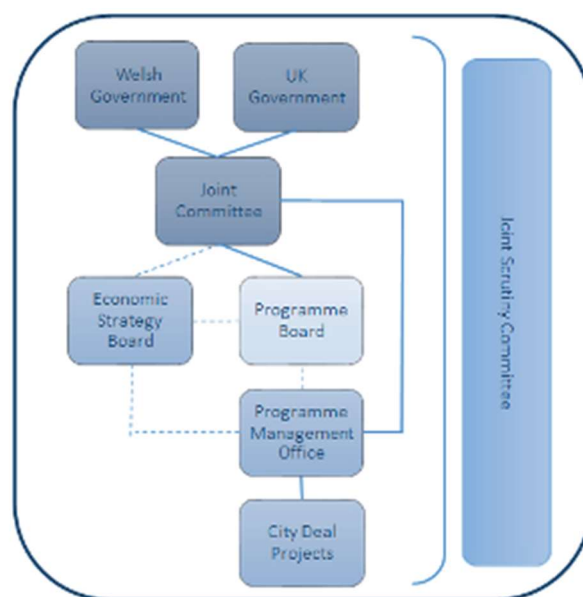 Welsh
Government
UK
Government
Joint
Committee
Economic
Strategy
Board
Programme
Board
Programme
Management
Office
City Deal
Projects
Joint Scrutiny Committee